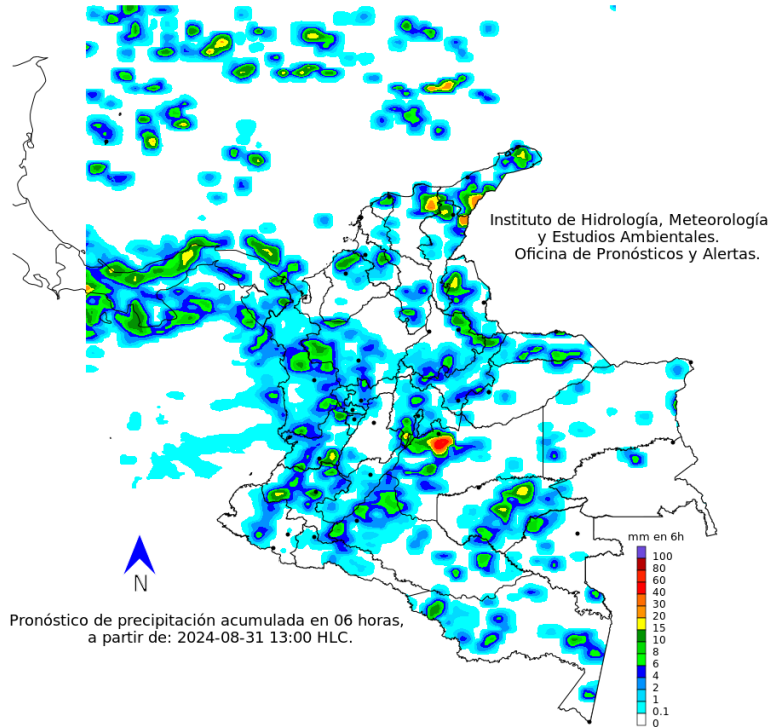 Instituto de Hidrología, Meteorología
y Estudios Ambientales.
Oficina de Pronósticos y Alertas.
D
mm en 6h
100
80
60
40
30
20
15
10
8
6
4
2
1
0.1
0
N
Pronóstico de precipitación acumulada en 06 horas,
a partir de: 2024-08-31 13:00 HLC.